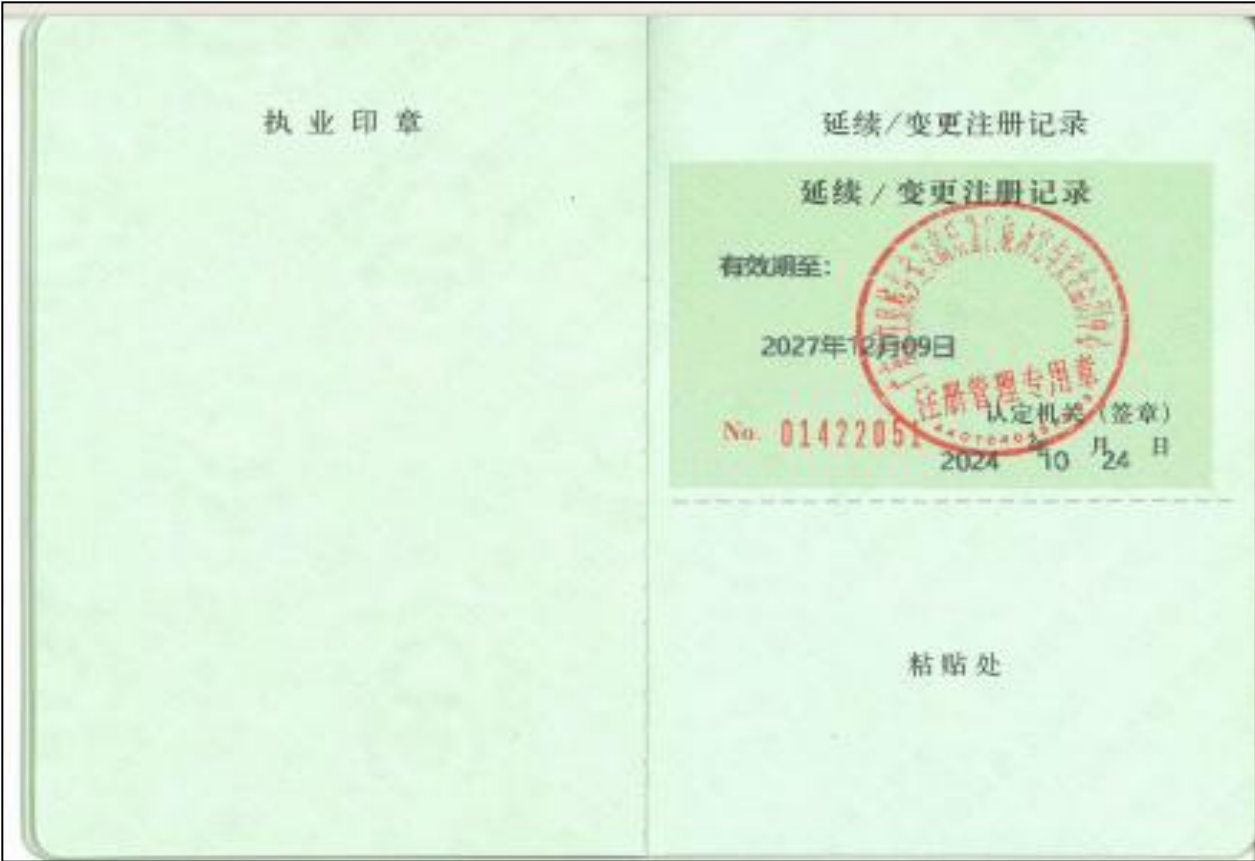 执业印章
延续/变更注册记录
延续/变更注册记录
有效期至:
2027年12月09日
注册管理专用章
认定机关(签章)
No. 01422051
年 月 日
2024 10 24
粘贴处